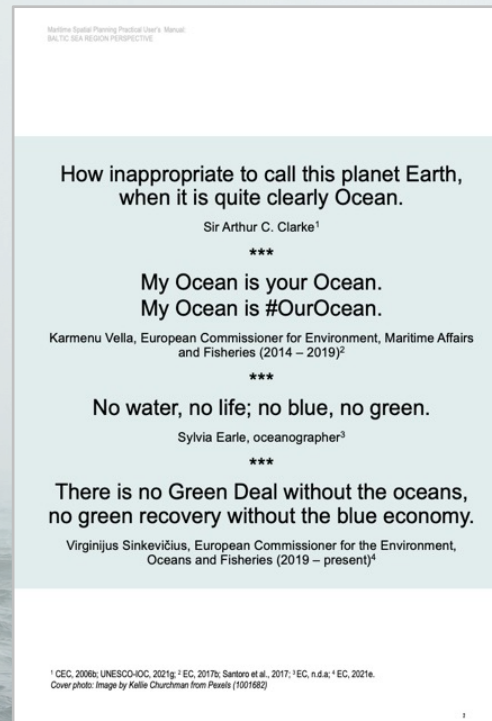 Maritime Spatial Planning Practical User's Manual:
BALTIC SEA REGION PERSPECTIVE
How inappropriate to call this planet Earth,
when it is quite clearly Ocean.
Sir Arthur C. Clarke¹
***
My Ocean is your Ocean.
My Ocean is #OurOcean.
Karmenu Vella, European Commissioner for Environment, Maritime Affairs
and Fisheries (2014 – 2019)²
***
No water, no life; no blue, no green.
Sylvia Earle, oceanographer³
***
There is no Green Deal without the oceans,
no green recovery without the blue economy.
Virginijus Sinkevičius, European Commissioner for the Environment,
Oceans and Fisheries (2019 – present)⁴
¹ CEC, 2006b; UNESCO-IOC, 2021g; ² EC, 2017b; Santoro et al., 2017; ³ EC, n.d.a; ⁴ EC, 2021e.
Cover photo: Image by Kellie Churchman from Pexels (1001682)